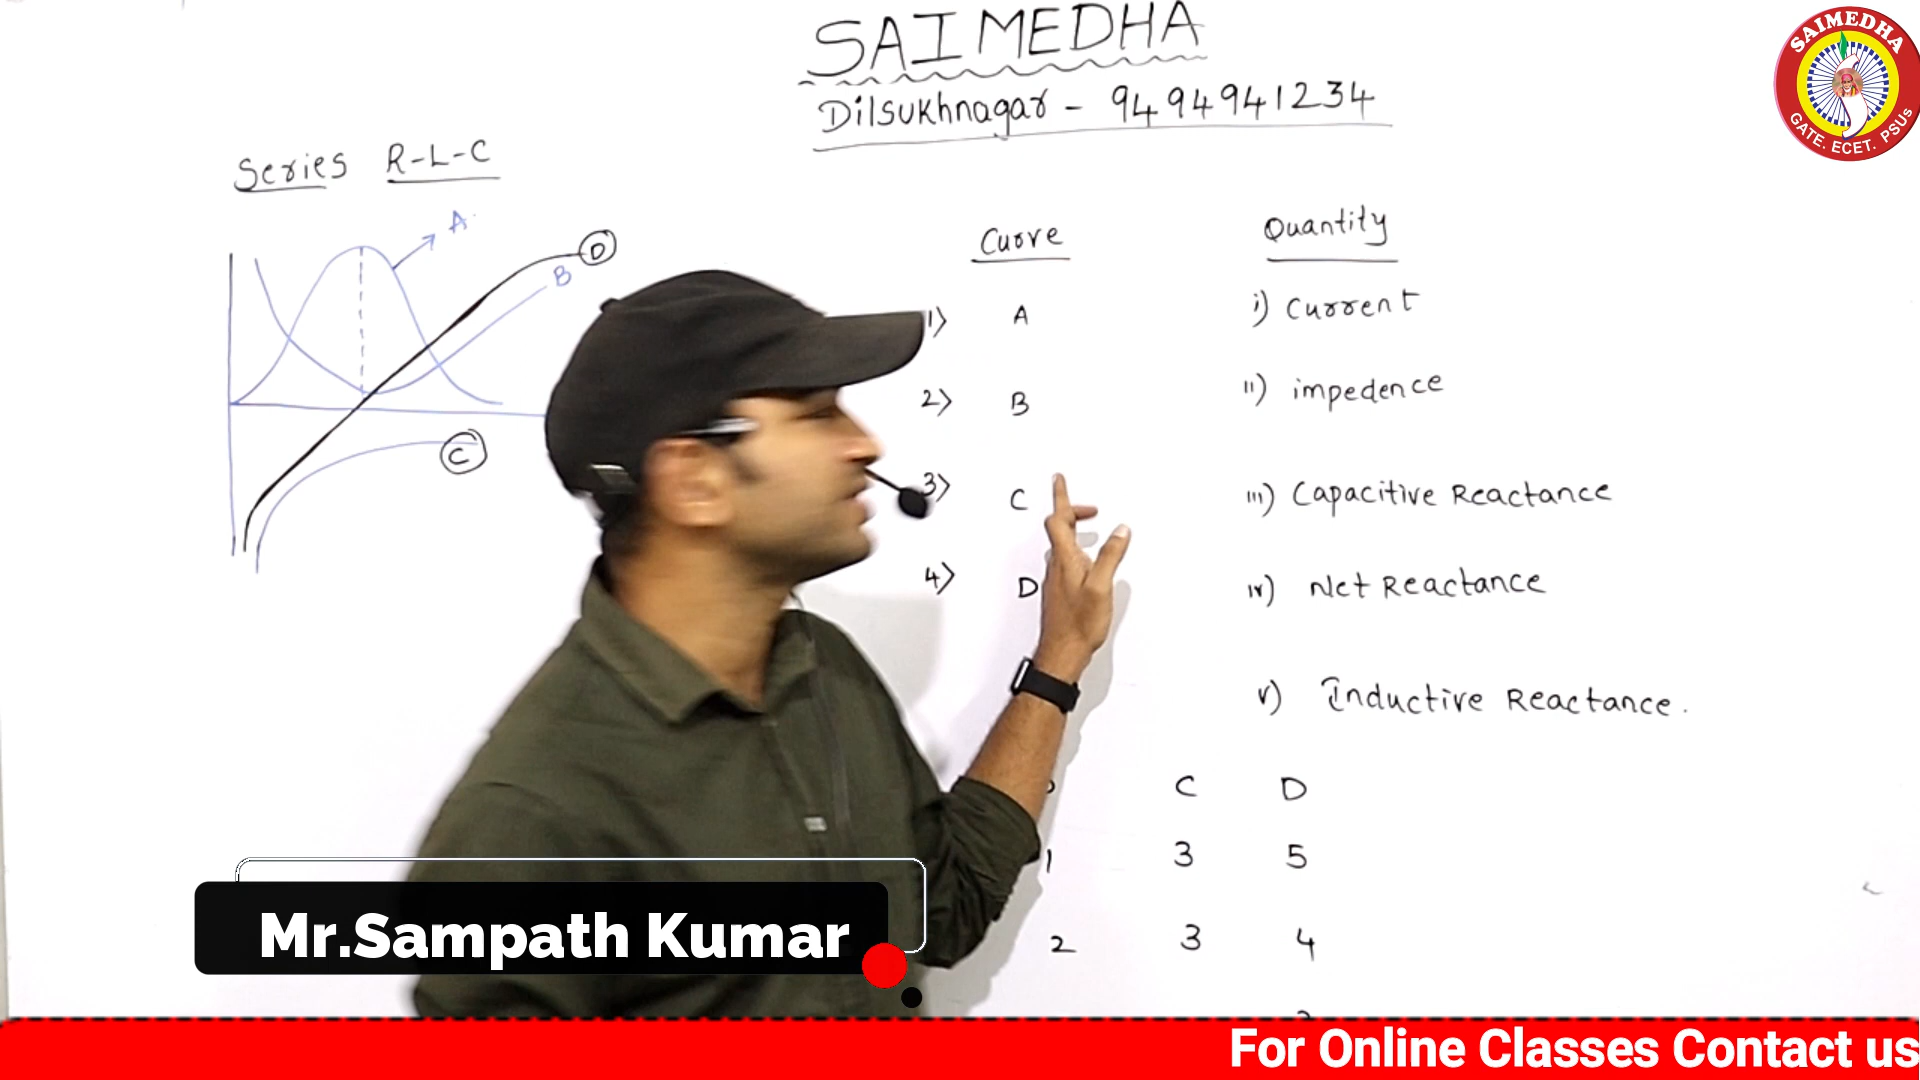 SAIMEDHA
Dilsukhnagar - 9494941234
SAIMEDHA
GATE. ECET. PSUs
Series R-L-C
A
D
B
C
Curve Quantity
1) A i) Current
2) B ii) impedence
3) C iii) Capacitive Reactance
4) D iv) Net Reactance
v) Inductive Reactance.
C D
1 3 5
2 3 4
Mr.Sampath Kumar
For Online Classes Contact us